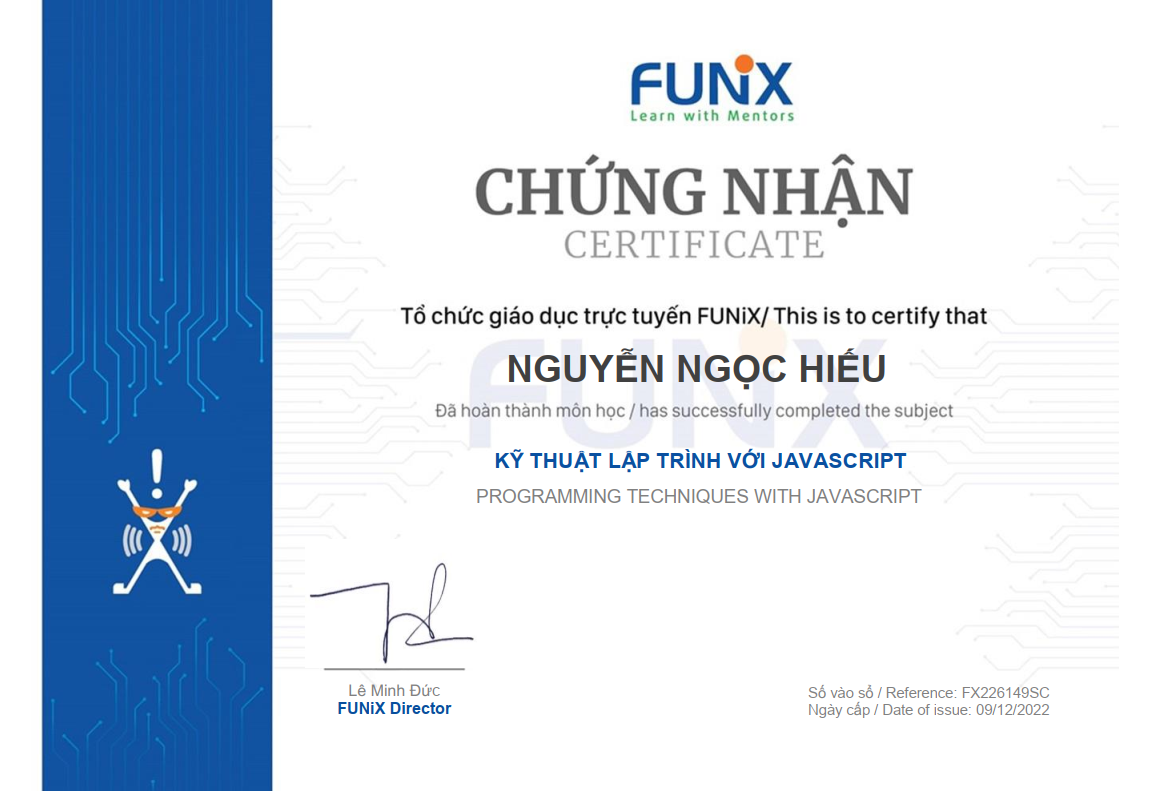 FUNiX
Learn with Mentors
CHỨNG NHẬN
CERTIFICATE
Tổ chức giáo dục trực tuyến FUNiX/ This is to certify that
NGUYỄN NGỌC HIẾU
Đã hoàn thành môn học / has successfully completed the subject
KỸ THUẬT LẬP TRÌNH VỚI JAVASCRIPT
PROGRAMMING TECHNIQUES WITH JAVASCRIPT
Lê Minh Đức
FUNiX Director
Số vào sổ / Reference: FX226149SC
Ngày cấp / Date of issue: 09/12/2022